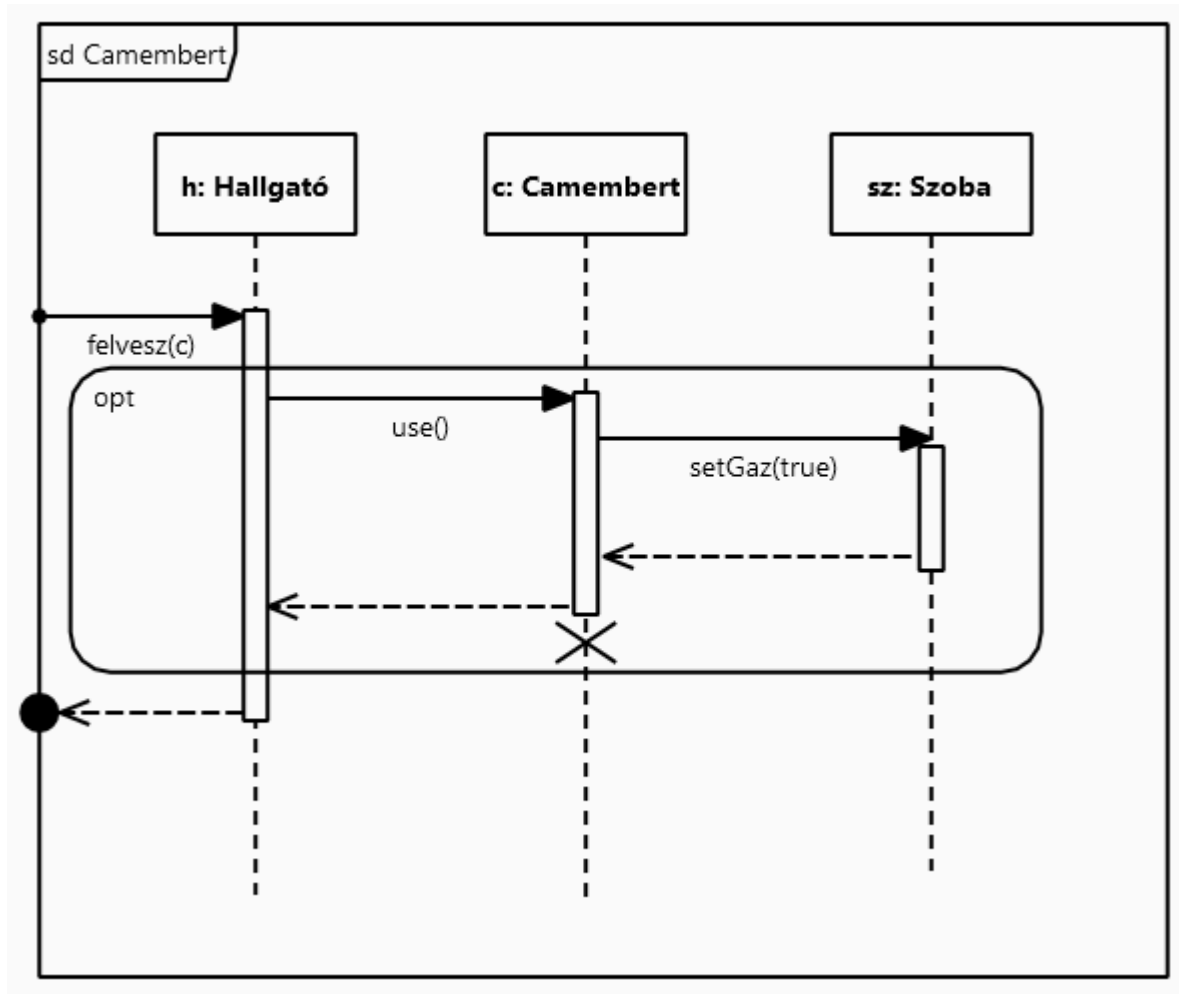 sd Camembert
h: Hallgató
c: Camembert
sz: Szoba
felvesz(c)
opt
use()
setGaz(true)